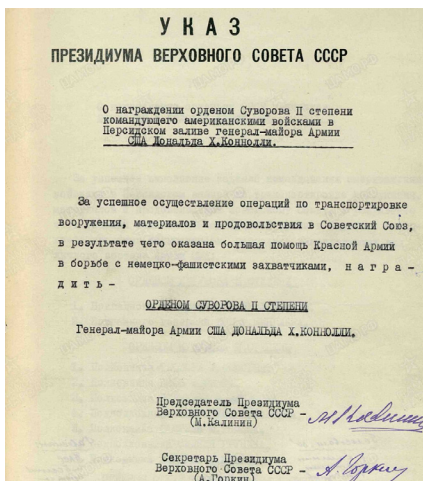 УКАЗ
ПРЕЗИДИУМА ВЕРХОВНОГО СОВЕТА СССР
О награждении орденом Суворова II степени
командующего американскими войсками в
Персидском заливе генерал-майора Армии
США Дональда Х.Коннолли.
За успешное осуществление операций по транспортировке
вооружения, материалов и продовольствия в Советский Союз,
в результате чего оказана большая помощь Красной Армии
в борьбе с немецко-фашистскими захватчиками, н а г р а -
д и т ь -
ОРДЕНОМ СУВОРОВА II СТЕПЕНИ
Генерал-майора Армии США ДОНАЛЬДА Х.КОННОЛЛИ.
Председатель Президиума
Верховного Совета СССР -
(М.Калинин)
М Калинин
Секретарь Президиума
Верховного Совета СССР -
(А.Горкин)
А. Горкин